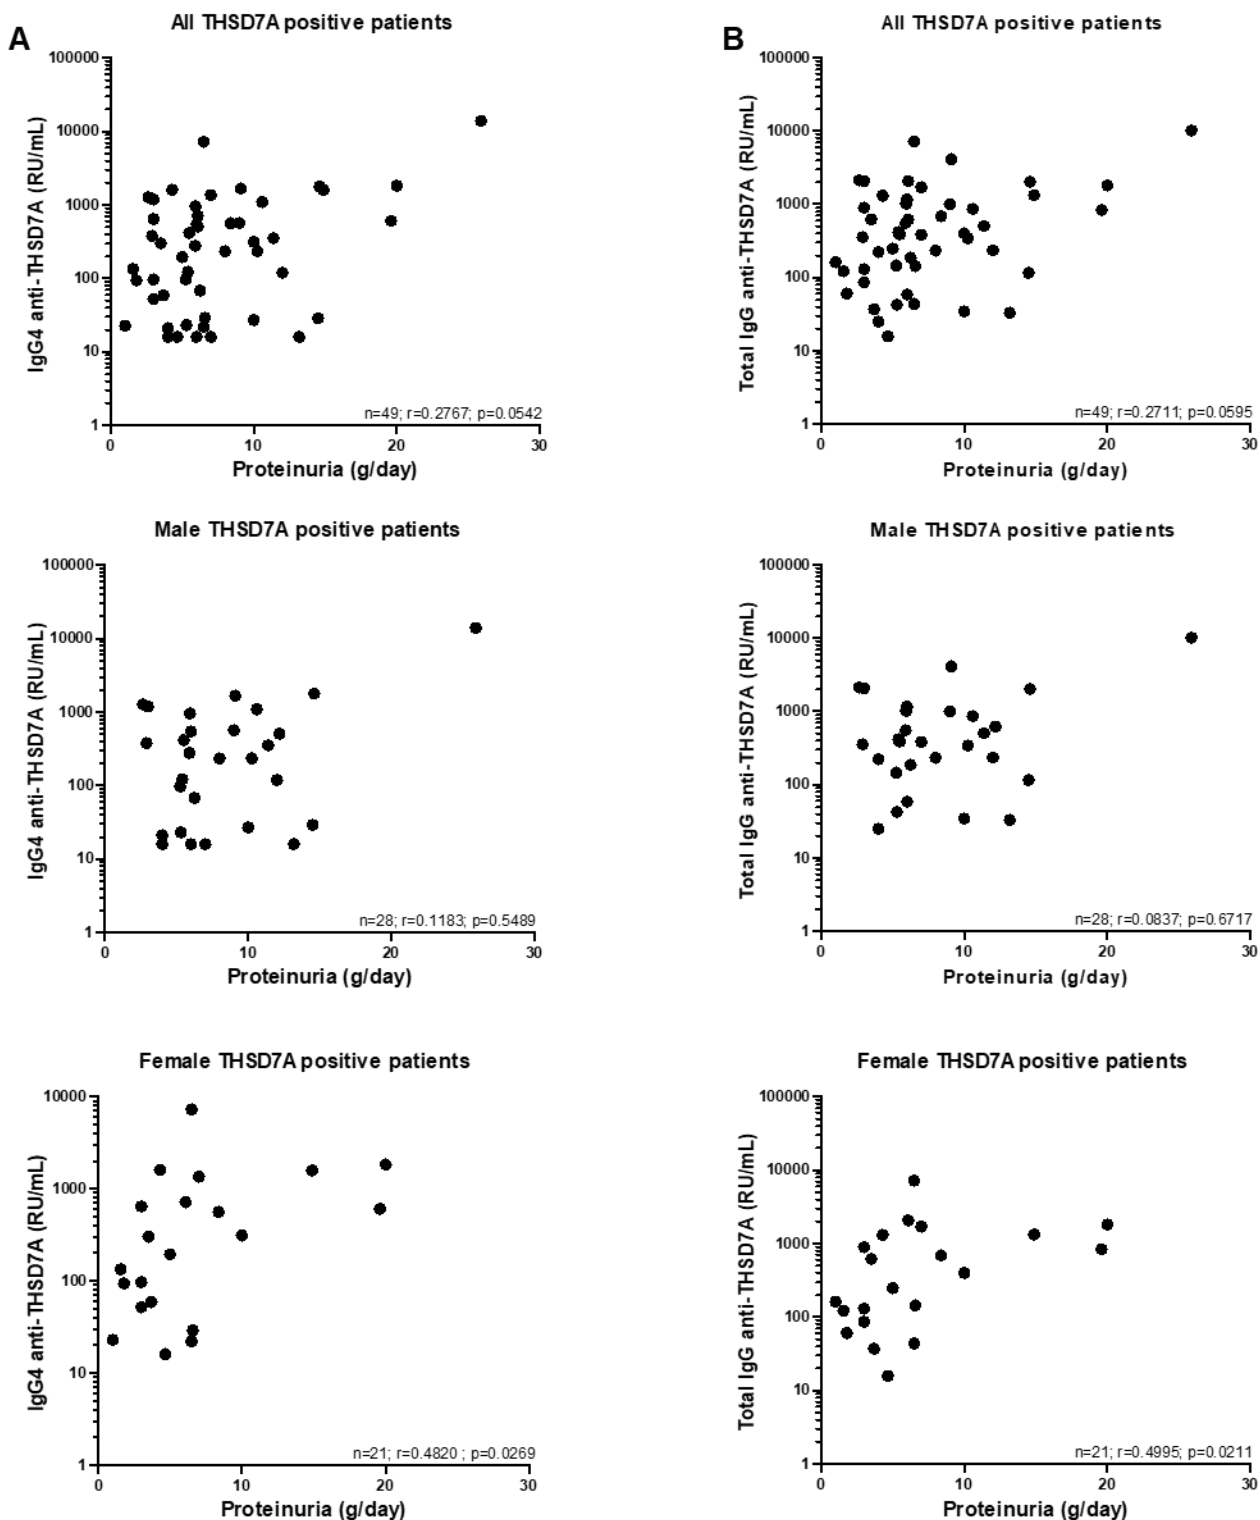 A
All THSD7A positive patients
IgG4 anti-THSD7A (RU/mL)
100000
10000
1000
100
10
1
n=49; r=0.2767; p=0.0542
0 10 20 30
Proteinuria (g/day)
B
All THSD7A positive patients
Total IgG anti-THSD7A (RU/mL)
100000
10000
1000
100
10
1
n=49; r=0.2711; p=0.0595
0 10 20 30
Proteinuria (g/day)
Male THSD7A positive patients
IgG4 anti-THSD7A (RU/mL)
100000
10000
1000
100
10
1
n=28; r=0.1183; p=0.5489
0 10 20 30
Proteinuria (g/day)
Male THSD7A positive patients
Total IgG anti-THSD7A (RU/mL)
100000
10000
1000
100
10
1
n=28; r=0.0837; p=0.6717
0 10 20 30
Proteinuria (g/day)
Female THSD7A positive patients
IgG4 anti-THSD7A (RU/mL)
10000
1000
100
10
1
n=21; r=0.4820 ; p=0.0269
0 10 20 30
Proteinuria (g/day)
Female THSD7A positive patients
Total IgG anti-THSD7A (RU/mL)
100000
10000
1000
100
10
1
n=21; r=0.4995; p=0.0211
0 10 20 30
Proteinuria (g/day)